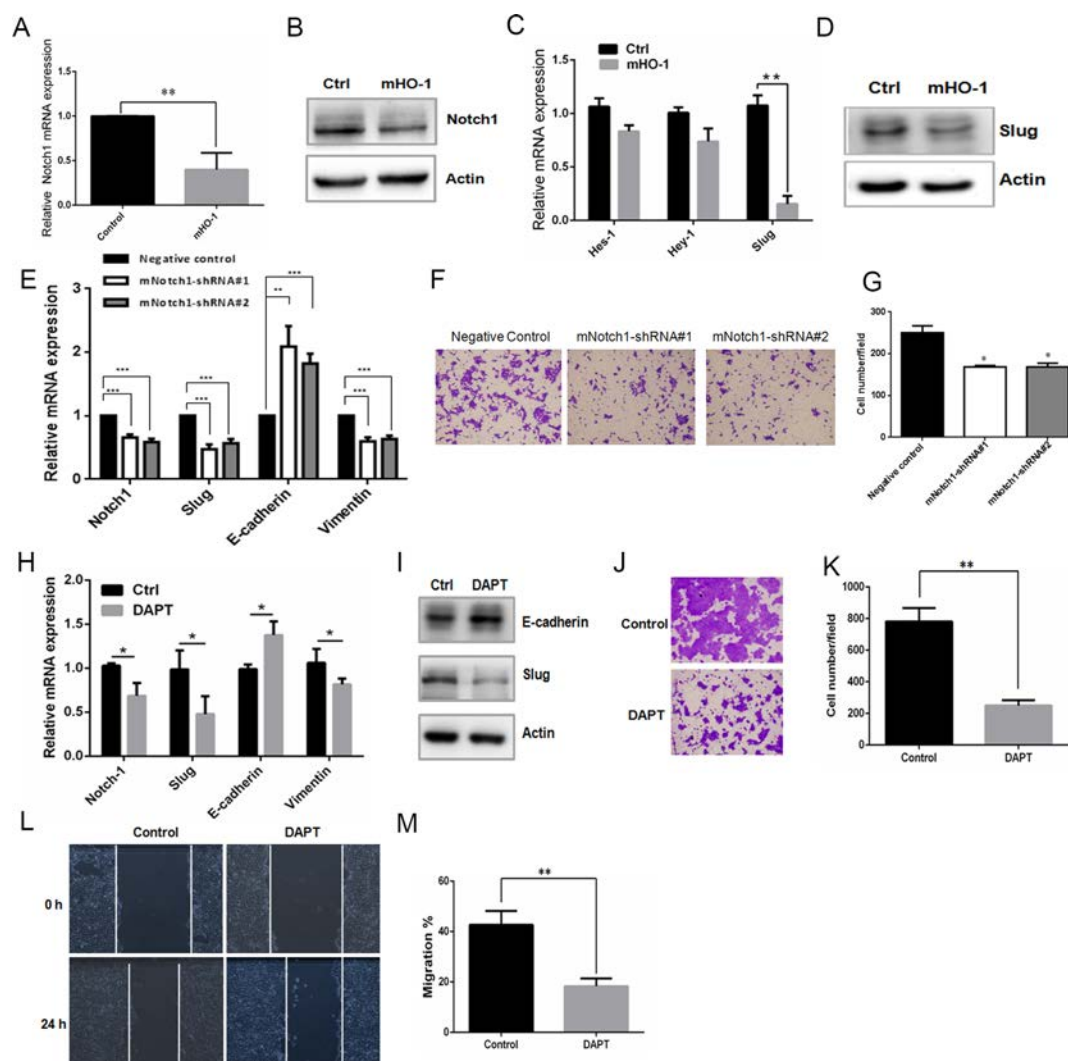 A
Relative Notch1 mRNA expression
1.5
1.0
0.5
0.0
**
Control
mHO-1
B
Ctrl mHO-1
Notch1
Actin
C
Relative mRNA expression
1.5
1.0
0.5
0.0
Ctrl
mHO-1
**
Hes-1
Hey-1
Slug
D
Ctrl mHO-1
Slug
Actin
E
Relative mRNA expression
3
2
1
0
Negative control
mNotch1-shRNA#1
mNotch1-shRNA#2
***
***
***
***
**
***
***
***
Notch1
Slug
E-cadherin
Vimentin
F
Negative Control mNotch1-shRNA#1 mNotch1-shRNA#2
G
Cell number/field
300
200
100
0
*
*
Negative control
mNotch1-shRNA#1
mNotch1-shRNA#2
H
Relative mRNA expression
2.0
1.5
1.0
0.5
0.0
Ctrl
DAPT
*
*
*
*
Notch-1
Slug
E-cadherin
Vimentin
I
Ctrl DAPT
E-cadherin
Slug
Actin
J
Control
DAPT
K
Cell number/field
1000
800
600
400
200
0
**
Control
DAPT
L
Control DAPT
0 h
24 h
M
Migration %
60
40
20
0
**
Control
DAPT